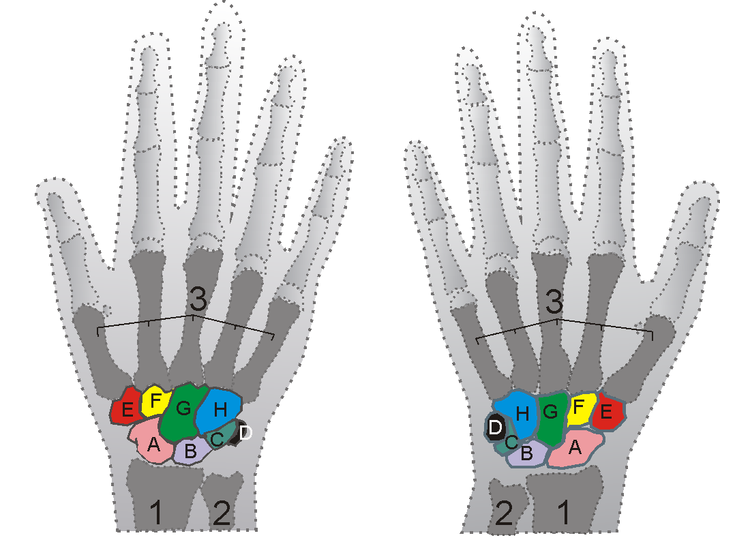 3
3
E F G H
A B C D
H G F E
D C B A
1 2
2 1